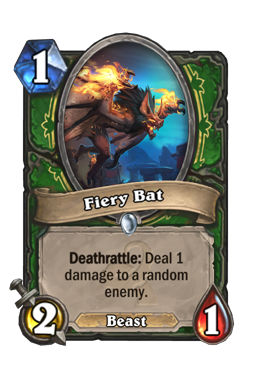 1
Fiery Bat
Deathrattle: Deal 1
damage to a random
enemy.
2
Beast
1